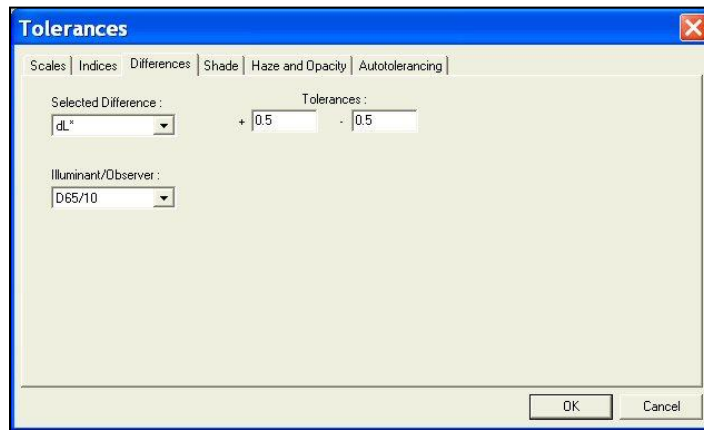 Tolerances
Scales Indices Differences Shade Haze and Opacity Autotolerancing
Selected Difference : Tolerances :
dL* + 0.5 - 0.5
Illuminant/Observer :
D65/10
OK Cancel